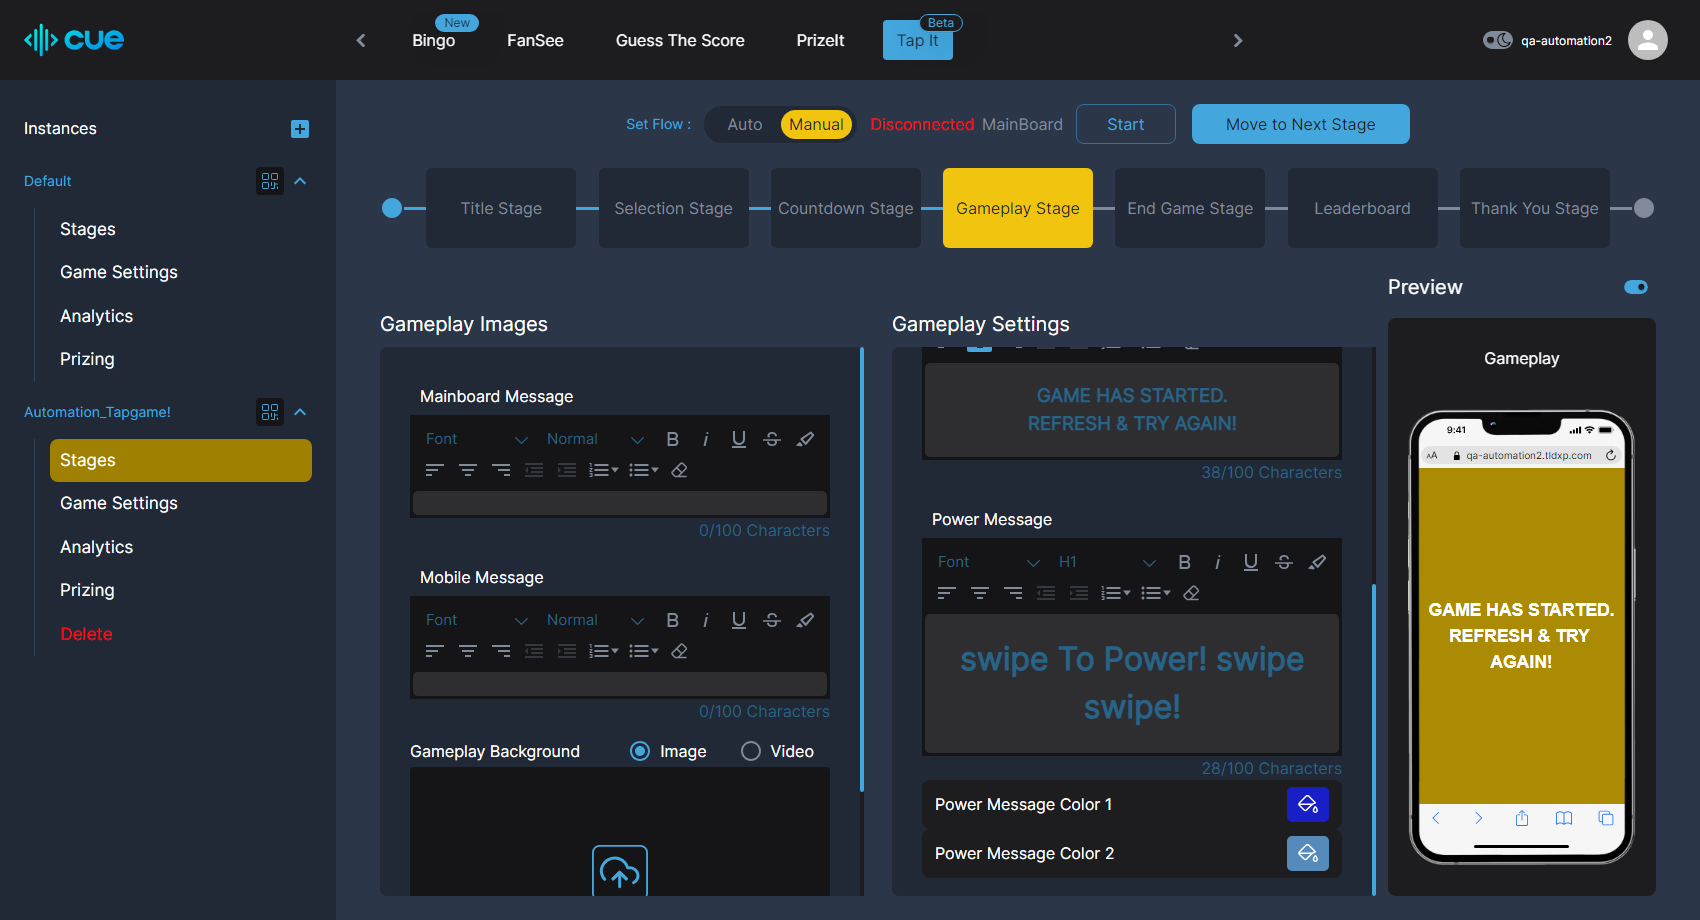 cue
New
Bingo
FanSee
Guess The Score
PrizeIt
Beta
Tap It
qa-automation2
Instances
Default
Stages
Game Settings
Analytics
Prizing
Automation_Tapgame!
Stages
Game Settings
Analytics
Prizing
Delete
Set Flow :
Auto
Manual
Disconnected MainBoard
Start
Move to Next Stage
Title Stage
Selection Stage
Countdown Stage
Gameplay Stage
End Game Stage
Leaderboard
Thank You Stage
Gameplay Images
Mainboard Message
Font
Normal
0/100 Characters
Mobile Message
Font
Normal
0/100 Characters
Gameplay Background
Image
Video
Gameplay Settings
GAME HAS STARTED.
REFRESH & TRY AGAIN!
38/100 Characters
Power Message
Font
H1
swipe To Power! swipe
swipe!
28/100 Characters
Power Message Color 1
Power Message Color 2
Preview
Gameplay
9:41
AA
qa-automation2.tldxp.com
GAME HAS STARTED.
REFRESH & TRY
AGAIN!